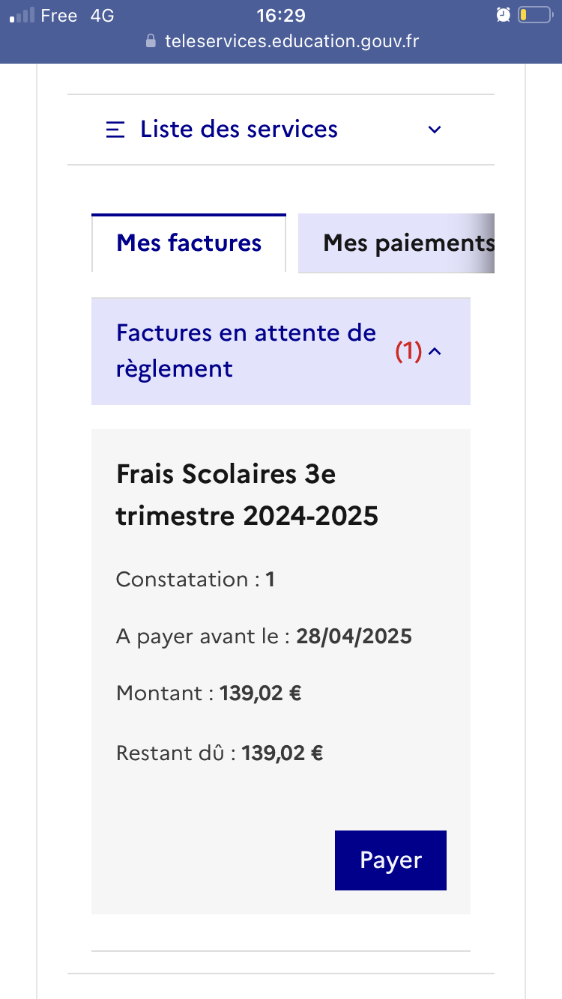 Free 4G 16:29
teleservices.education.gouv.fr
Liste des services
Mes factures Mes paiements
Factures en attente de
règlement (1)
Frais Scolaires 3e
trimestre 2024-2025
Constatation : 1
A payer avant le : 28/04/2025
Montant : 139,02 €
Restant dû : 139,02 €
Payer